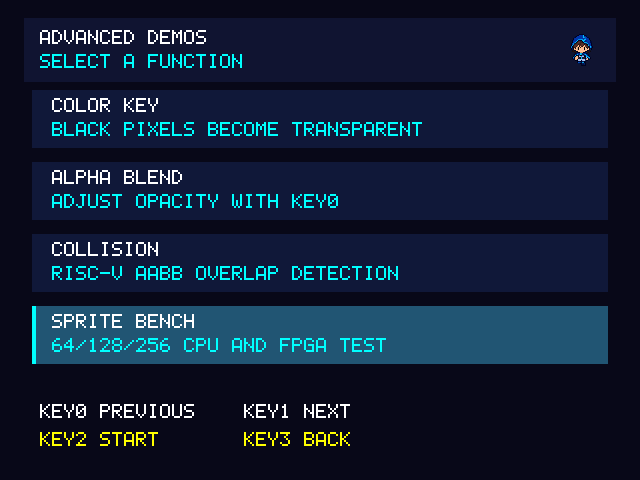 ADVANCED DEMOS
SELECT A FUNCTION
COLOR KEY
BLACK PIXELS BECOME TRANSPARENT
ALPHA BLEND
ADJUST OPACITY WITH KEY0
COLLISION
RISC-V AABB OVERLAP DETECTION
SPRITE BENCH
64/128/256 CPU AND FPGA TEST
KEY0 PREVIOUS KEY1 NEXT
KEY2 START KEY3 BACK